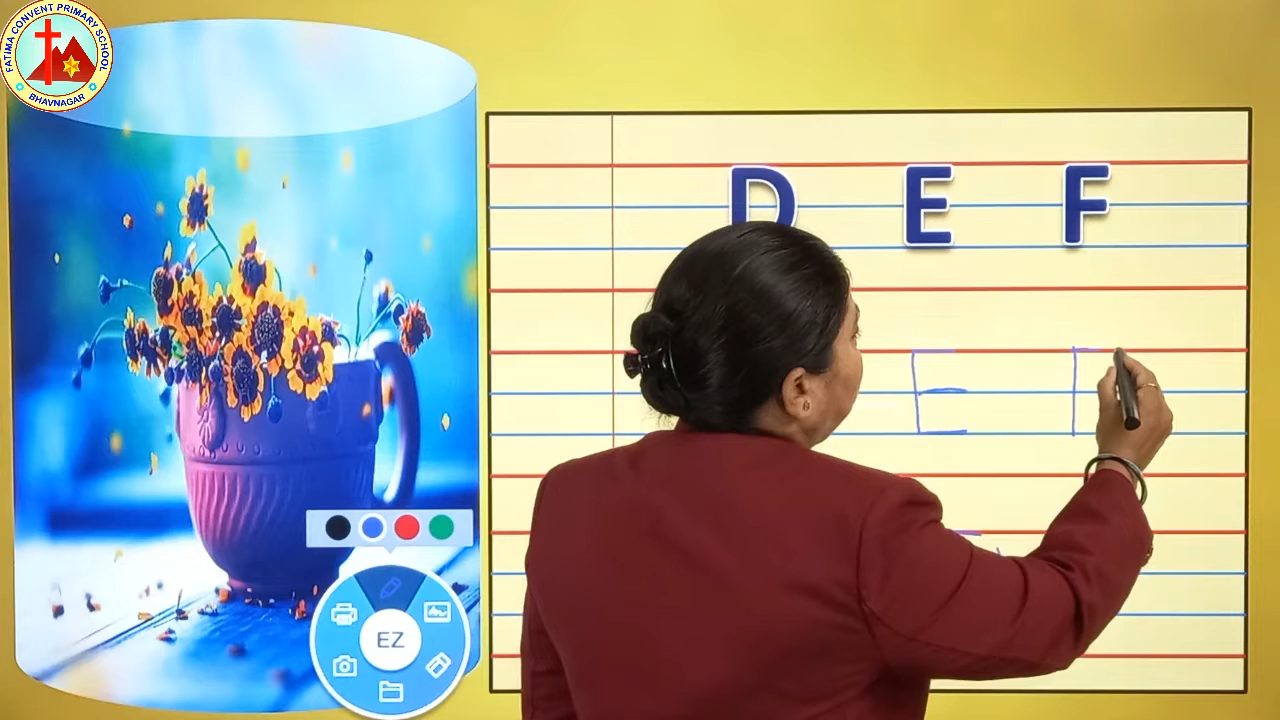 FATIMA CONVENT PRIMARY SCHOOL
BHAVNAGAR
D E F
E
EZ